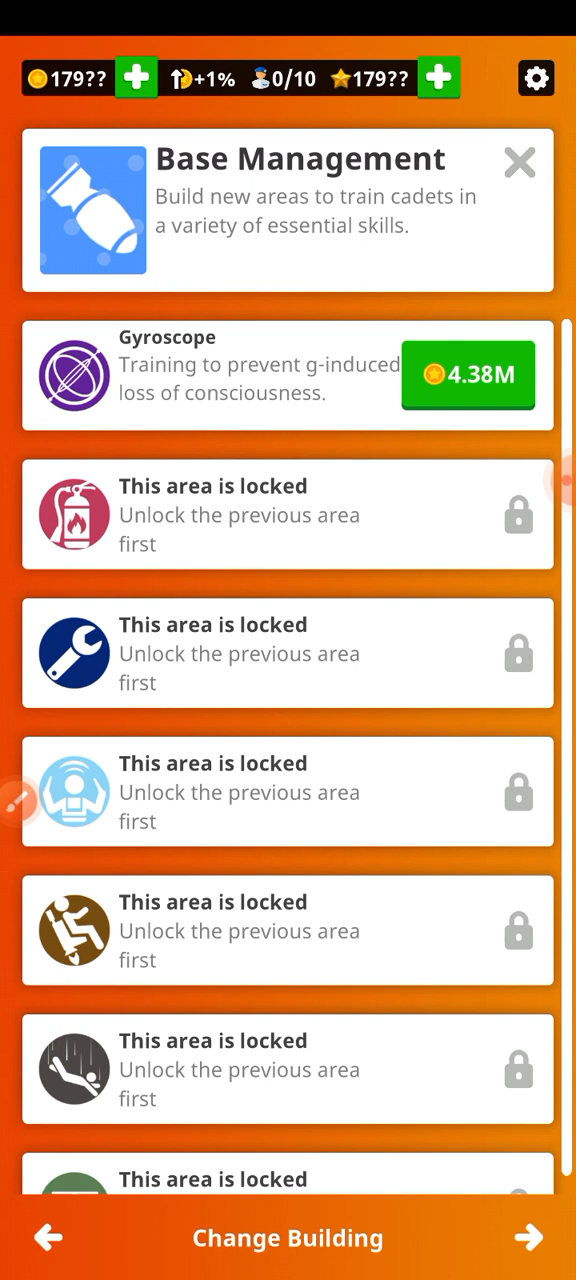 179?? +1% 0/10 179??
Base Management
Build new areas to train cadets in
a variety of essential skills.
Gyroscope
Training to prevent g-induced
loss of consciousness.
4.38M
This area is locked
Unlock the previous area
first
This area is locked
Unlock the previous area
first
This area is locked
Unlock the previous area
first
This area is locked
Unlock the previous area
first
This area is locked
Unlock the previous area
first
This area is locked
Change Building